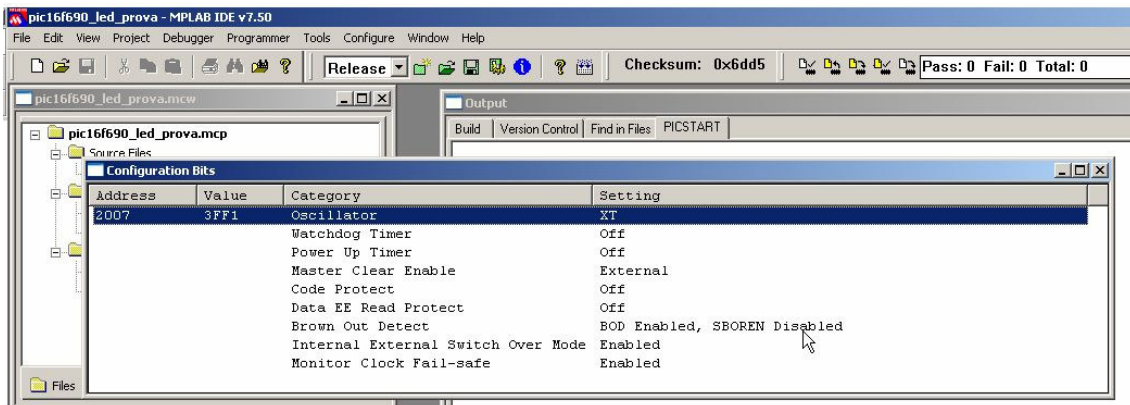 pic16f690_led_prova - MPLAB IDE v7.50
File Edit View Project Debugger Programmer Tools Configure Window Help
Release Checksum: 0x6dd5 Pass: 0 Fail: 0 Total: 0
pic16f690_led_prova.mcw
Output
pic16f690_led_prova.mcp
Build Version Control Find in Files PICSTART
Source Files
Configuration Bits
Address Value Category Setting
2007 3FF1 Oscillator XT
Watchdog Timer Off
Power Up Timer Off
Master Clear Enable External
Code Protect Off
Data EE Read Protect Off
Brown Out Detect BOD Enabled, SBOREN Disabled
Internal External Switch Over Mode Enabled
Monitor Clock Fail-safe Enabled
Files